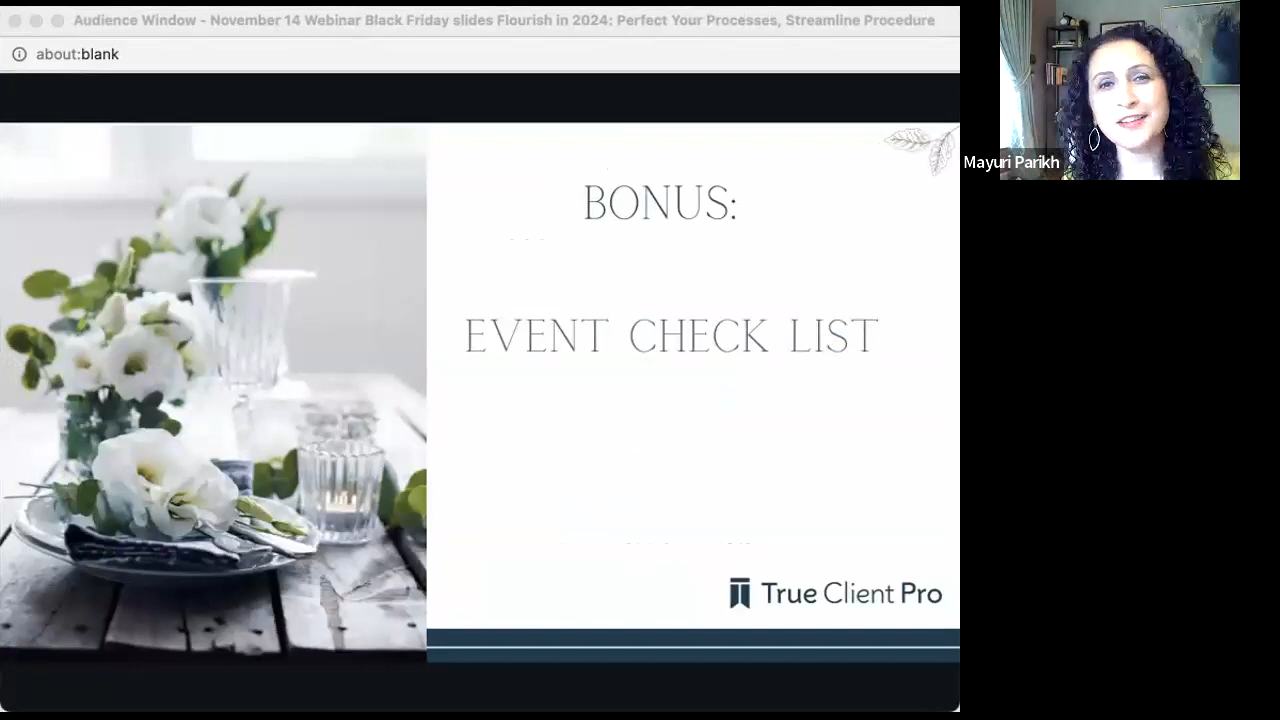 Audience Window - November 14 Webinar Black Friday slides Flourish in 2024: Perfect Your Processes, Streamline Procedure
about:blank
Mayuri Parikh
BONUS:
EVENT CHECK LIST
True Client Pro